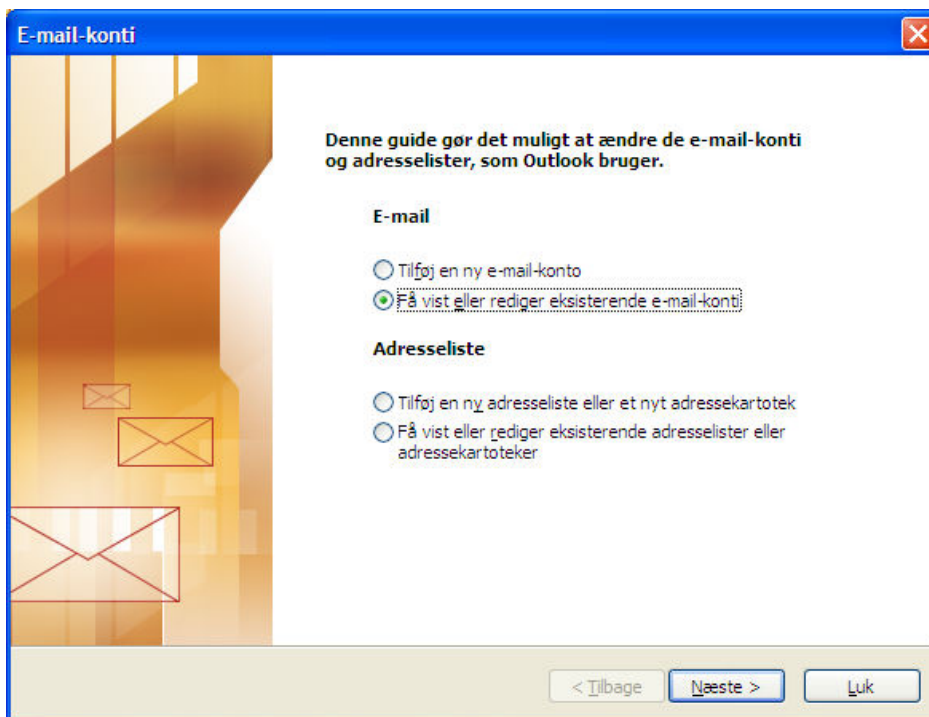 E-mail-konti
Denne guide gør det muligt at ændre de e-mail-konti
og adresselister, som Outlook bruger.
E-mail
Tilføj en ny e-mail-konto
Få vist eller rediger eksisterende e-mail-konti
Adresseliste
Tilføj en ny adresseliste eller et nyt adressekartotek
Få vist eller rediger eksisterende adresselister eller
adressekartoteker
< Tilbage
Næste >
Luk